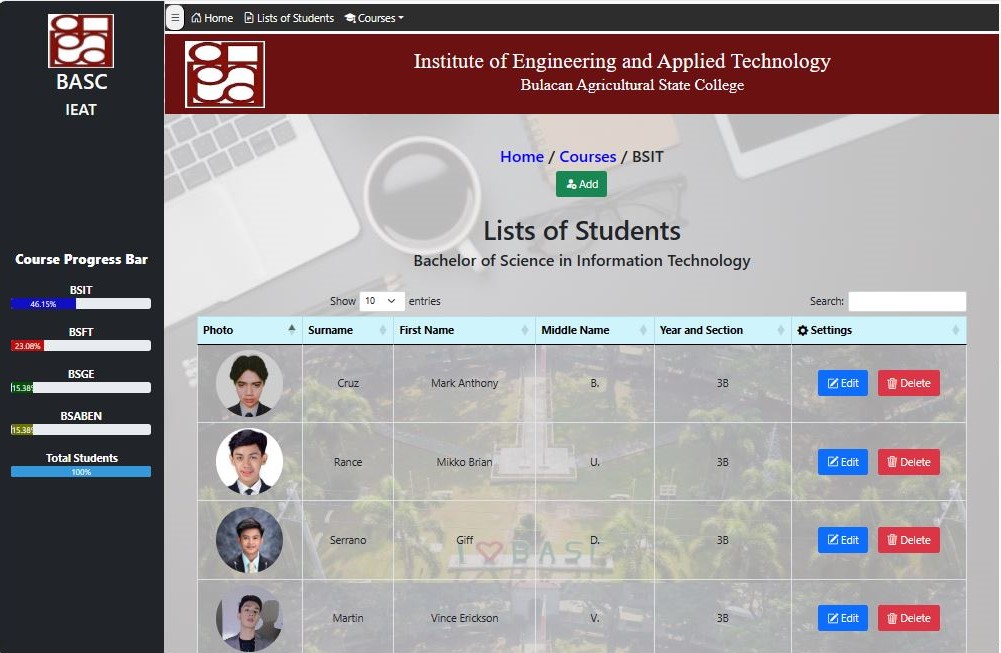 BASC
IEAT
Course Progress Bar
BSIT
46.15%
BSFT
23.08%
BSGE
15.38%
BSABEN
15.38%
Total Students
100%
Home Lists of Students Courses
Institute of Engineering and Applied Technology
Bulacan Agricultural State College
Home / Courses / BSIT
Add
Lists of Students
Bachelor of Science in Information Technology
Show 10 entries Search:
Photo Surname First Name Middle Name Year and Section Settings
Cruz Mark Anthony B. 3B Edit Delete
Rance Mikko Brian U. 3B Edit Delete
Serrano Giff D. 3B Edit Delete
I BASC
Martin Vince Erickson V. 3B Edit Delete